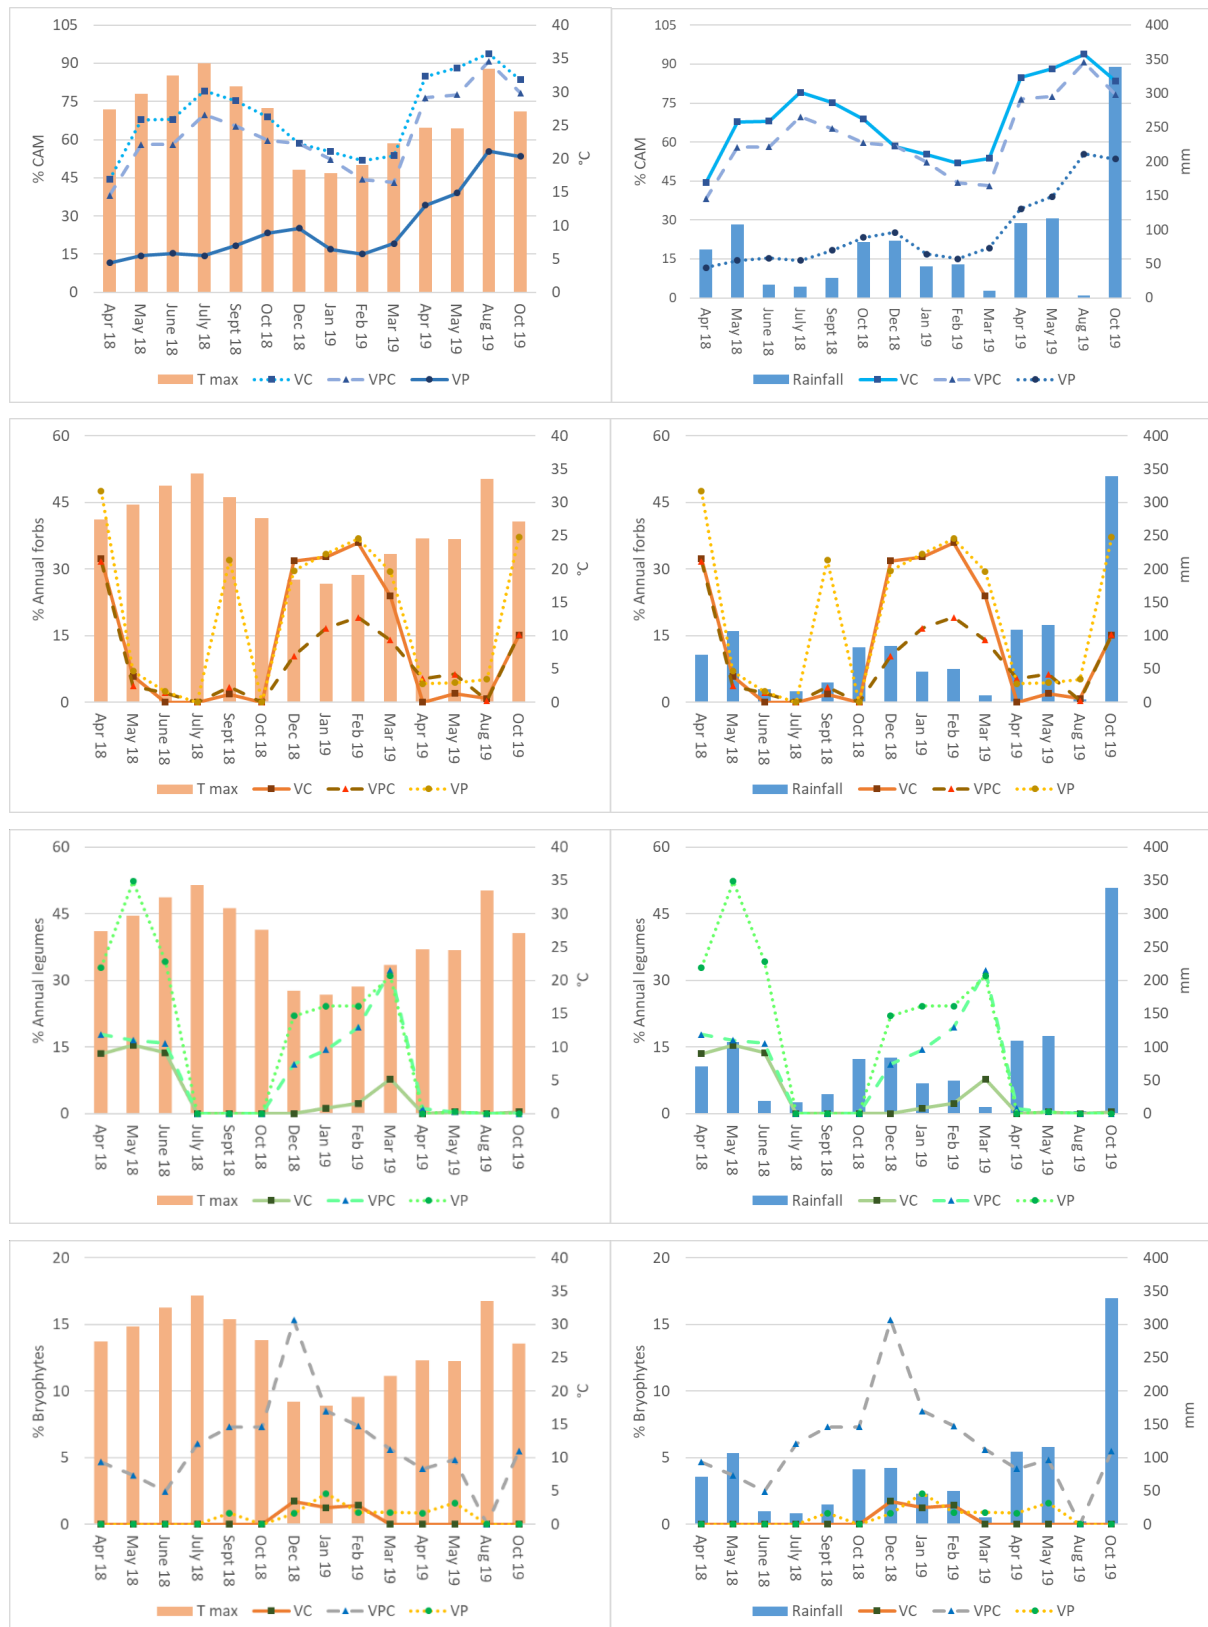 105
90
75
60
45
30
15
0
% CAM
40
35
30
25
20
15
10
5
0
°C
Apr 18
May 18
June 18
July 18
Sept 18
Oct 18
Dec 18
Jan 19
Feb 19
Mar 19
Apr 19
May 19
Aug 19
Oct 19
T max VC VPC VP
105
90
75
60
45
30
15
0
% CAM
400
350
300
250
200
150
100
50
0
mm
Apr 18
May 18
June 18
July 18
Sept 18
Oct 18
Dec 18
Jan 19
Feb 19
Mar 19
Apr 19
May 19
Aug 19
Oct 19
Rainfall VC VPC VP
60
45
30
15
0
% Annual forbs
40
35
30
25
20
15
10
5
0
°C
Apr 18
May 18
June 18
July 18
Sept 18
Oct 18
Dec 18
Jan 19
Feb 19
Mar 19
Apr 19
May 19
Aug 19
Oct 19
T max VC VPC VP
60
45
30
15
0
% Annual forbs
400
350
300
250
200
150
100
50
0
mm
Apr 18
May 18
June 18
July 18
Sept 18
Oct 18
Dec 18
Jan 19
Feb 19
Mar 19
Apr 19
May 19
Aug 19
Oct 19
Rainfall VC VPC VP
60
45
30
15
0
% Annual legumes
40
35
30
25
20
15
10
5
0
°C
Apr 18
May 18
June 18
July 18
Sept 18
Oct 18
Dec 18
Jan 19
Feb 19
Mar 19
Apr 19
May 19
Aug 19
Oct 19
T max VC VPC VP
60
45
30
15
0
% Annual legumes
400
350
300
250
200
150
100
50
0
mm
Apr 18
May 18
June 18
July 18
Sept 18
Oct 18
Dec 18
Jan 19
Feb 19
Mar 19
Apr 19
May 19
Aug 19
Oct 19
Rainfall VC VPC VP
20
15
10
5
0
% Bryophytes
40
35
30
25
20
15
10
5
0
°C
Apr 18
May 18
June 18
July 18
Sept 18
Oct 18
Dec 18
Jan 19
Feb 19
Mar 19
Apr 19
May 19
Aug 19
Oct 19
T max VC VPC VP
20
15
10
5
0
% Bryophytes
400
350
300
250
200
150
100
50
0
mm
Apr 18
May 18
June 18
July 18
Sept 18
Oct 18
Dec 18
Jan 19
Feb 19
Mar 19
Apr 19
May 19
Aug 19
Oct 19
Rainfall VC VPC VP